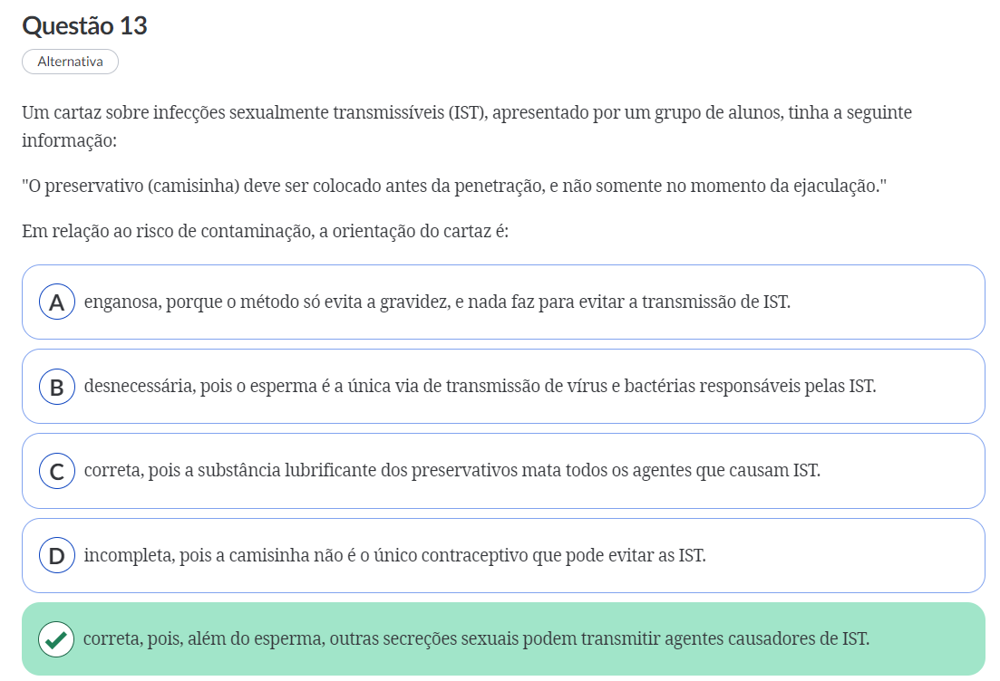 Questão 13
Alternativa
Um cartaz sobre infecções sexualmente transmissíveis (IST), apresentado por um grupo de alunos, tinha a seguinte
informação:
"O preservativo (camisinha) deve ser colocado antes da penetração, e não somente no momento da ejaculação."
Em relação ao risco de contaminação, a orientação do cartaz é:
A enganosa, porque o método só evita a gravidez, e nada faz para evitar a transmissão de IST.
B desnecessária, pois o esperma é a única via de transmissão de vírus e bactérias responsáveis pelas IST.
C correta, pois a substância lubrificante dos preservativos mata todos os agentes que causam IST.
D incompleta, pois a camisinha não é o único contraceptivo que pode evitar as IST.
correta, pois, além do esperma, outras secreções sexuais podem transmitir agentes causadores de IST.